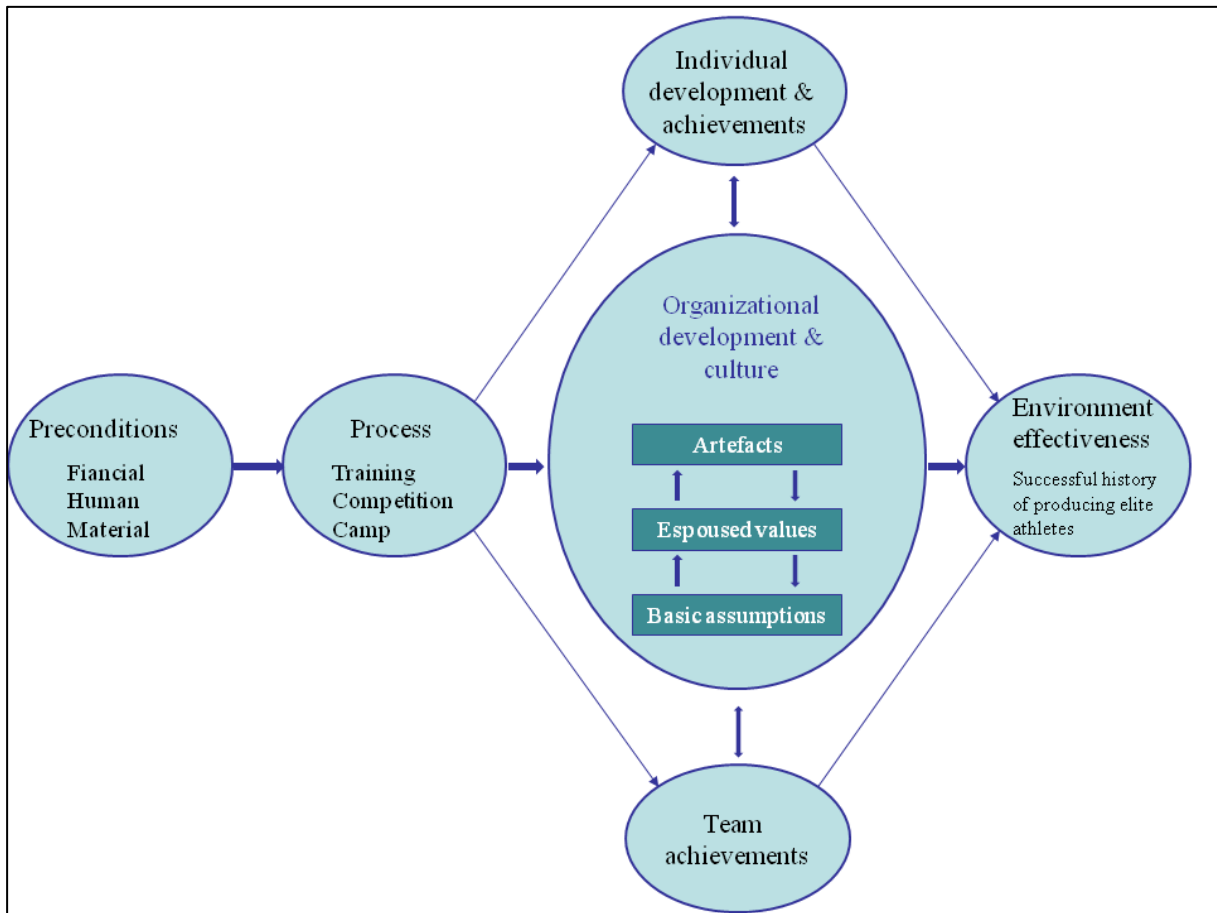 Individual
development &
achievements
Organizational
development &
culture
Artefacts
Espoused values
Basic assumptions
Preconditions
Fiancial
Human
Material
Process
Training
Competition
Camp
Environment
effectiveness
Successful history
of producing elite
athletes
Team
achievements